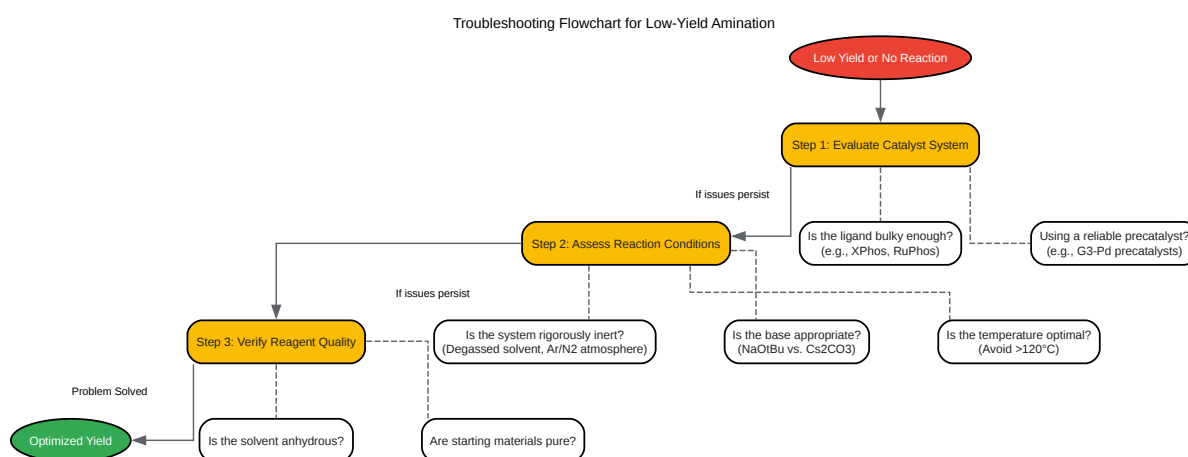 Troubleshooting Flowchart for Low-Yield Amination
Low Yield or No Reaction
Step 1: Evaluate Catalyst System
If issues persist
Step 2: Assess Reaction Conditions
Is the ligand bulky enough?
(e.g., XPhos, RuPhos)
Using a reliable precatalyst?
(e.g., G3-Pd precatalysts)
If issues persist
Step 3: Verify Reagent Quality
Is the system rigorously inert?
(Degassed solvent, Ar/N2 atmosphere)
Is the base appropriate?
(NaOtBu vs. Cs2CO3)
Is the temperature optimal?
(Avoid >120°C)
Problem Solved
Optimized Yield
Is the solvent anhydrous?
Are starting materials pure?